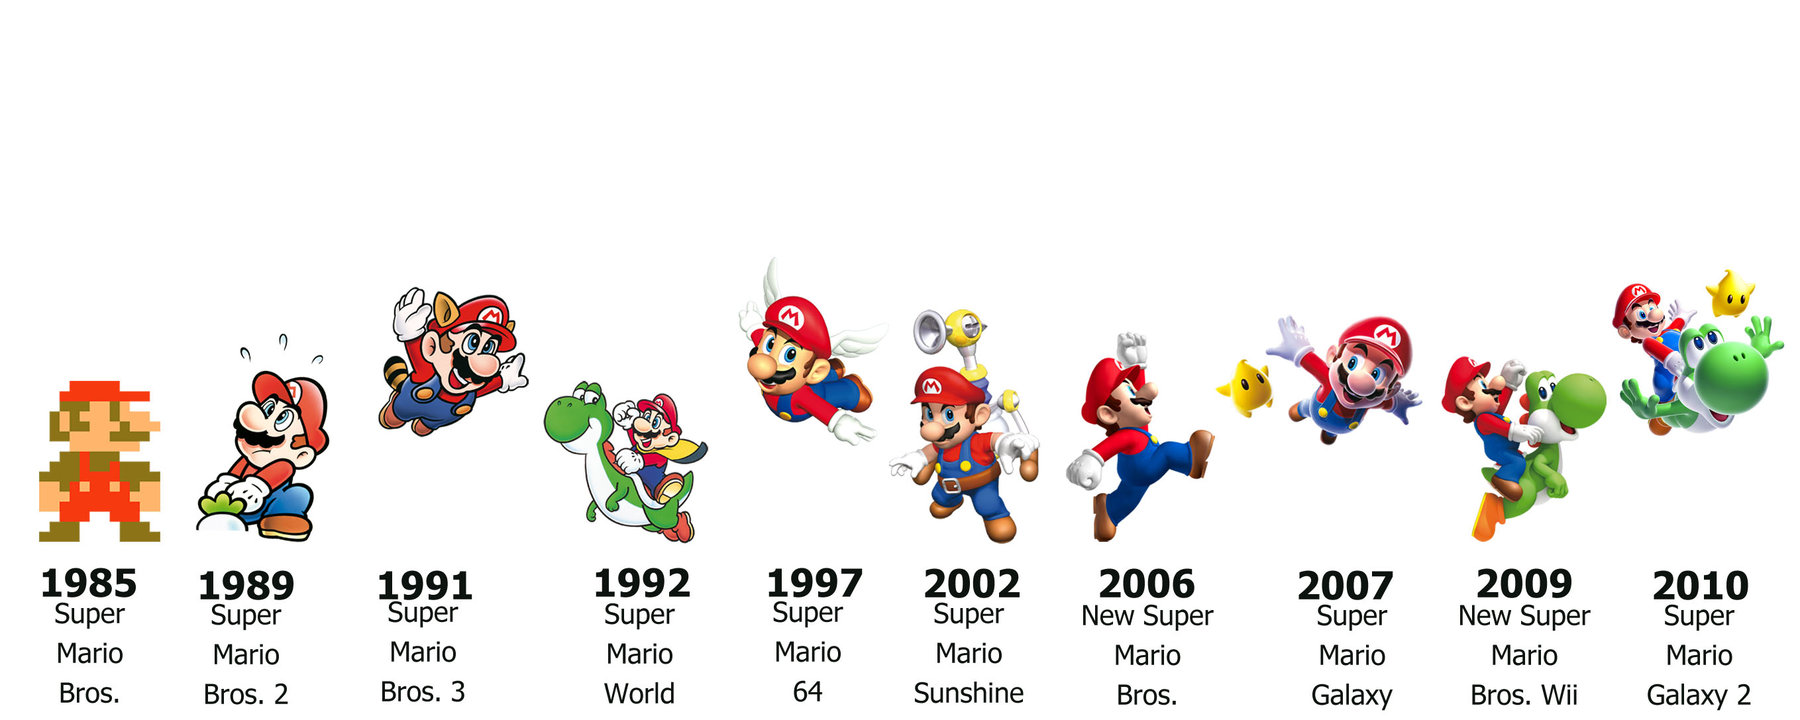 1985
Super
Mario
Bros.
1989
Super
Mario
Bros. 2
1991
Super
Mario
Bros. 3
1992
Super
Mario
World
1997
Super
Mario
64
2002
Super
Mario
Sunshine
2006
New Super
Mario
Bros.
2007
Super
Mario
Galaxy
2009
New Super
Mario
Bros. Wii
2010
Super
Mario
Galaxy 2